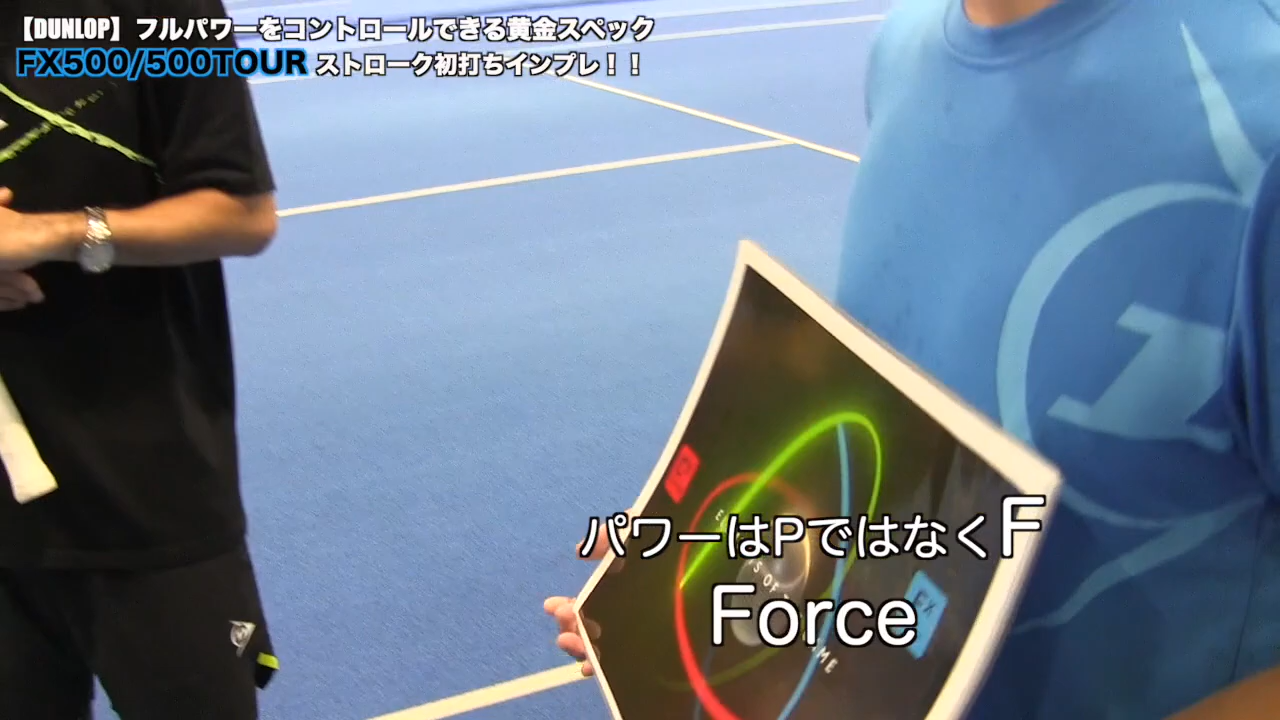 【DUNLOP】フルパワーをコントロールできる黄金スペック
FX500/500TOUR ストローク初打ちインプレ！！
パワーはPではなくF
Force
FX